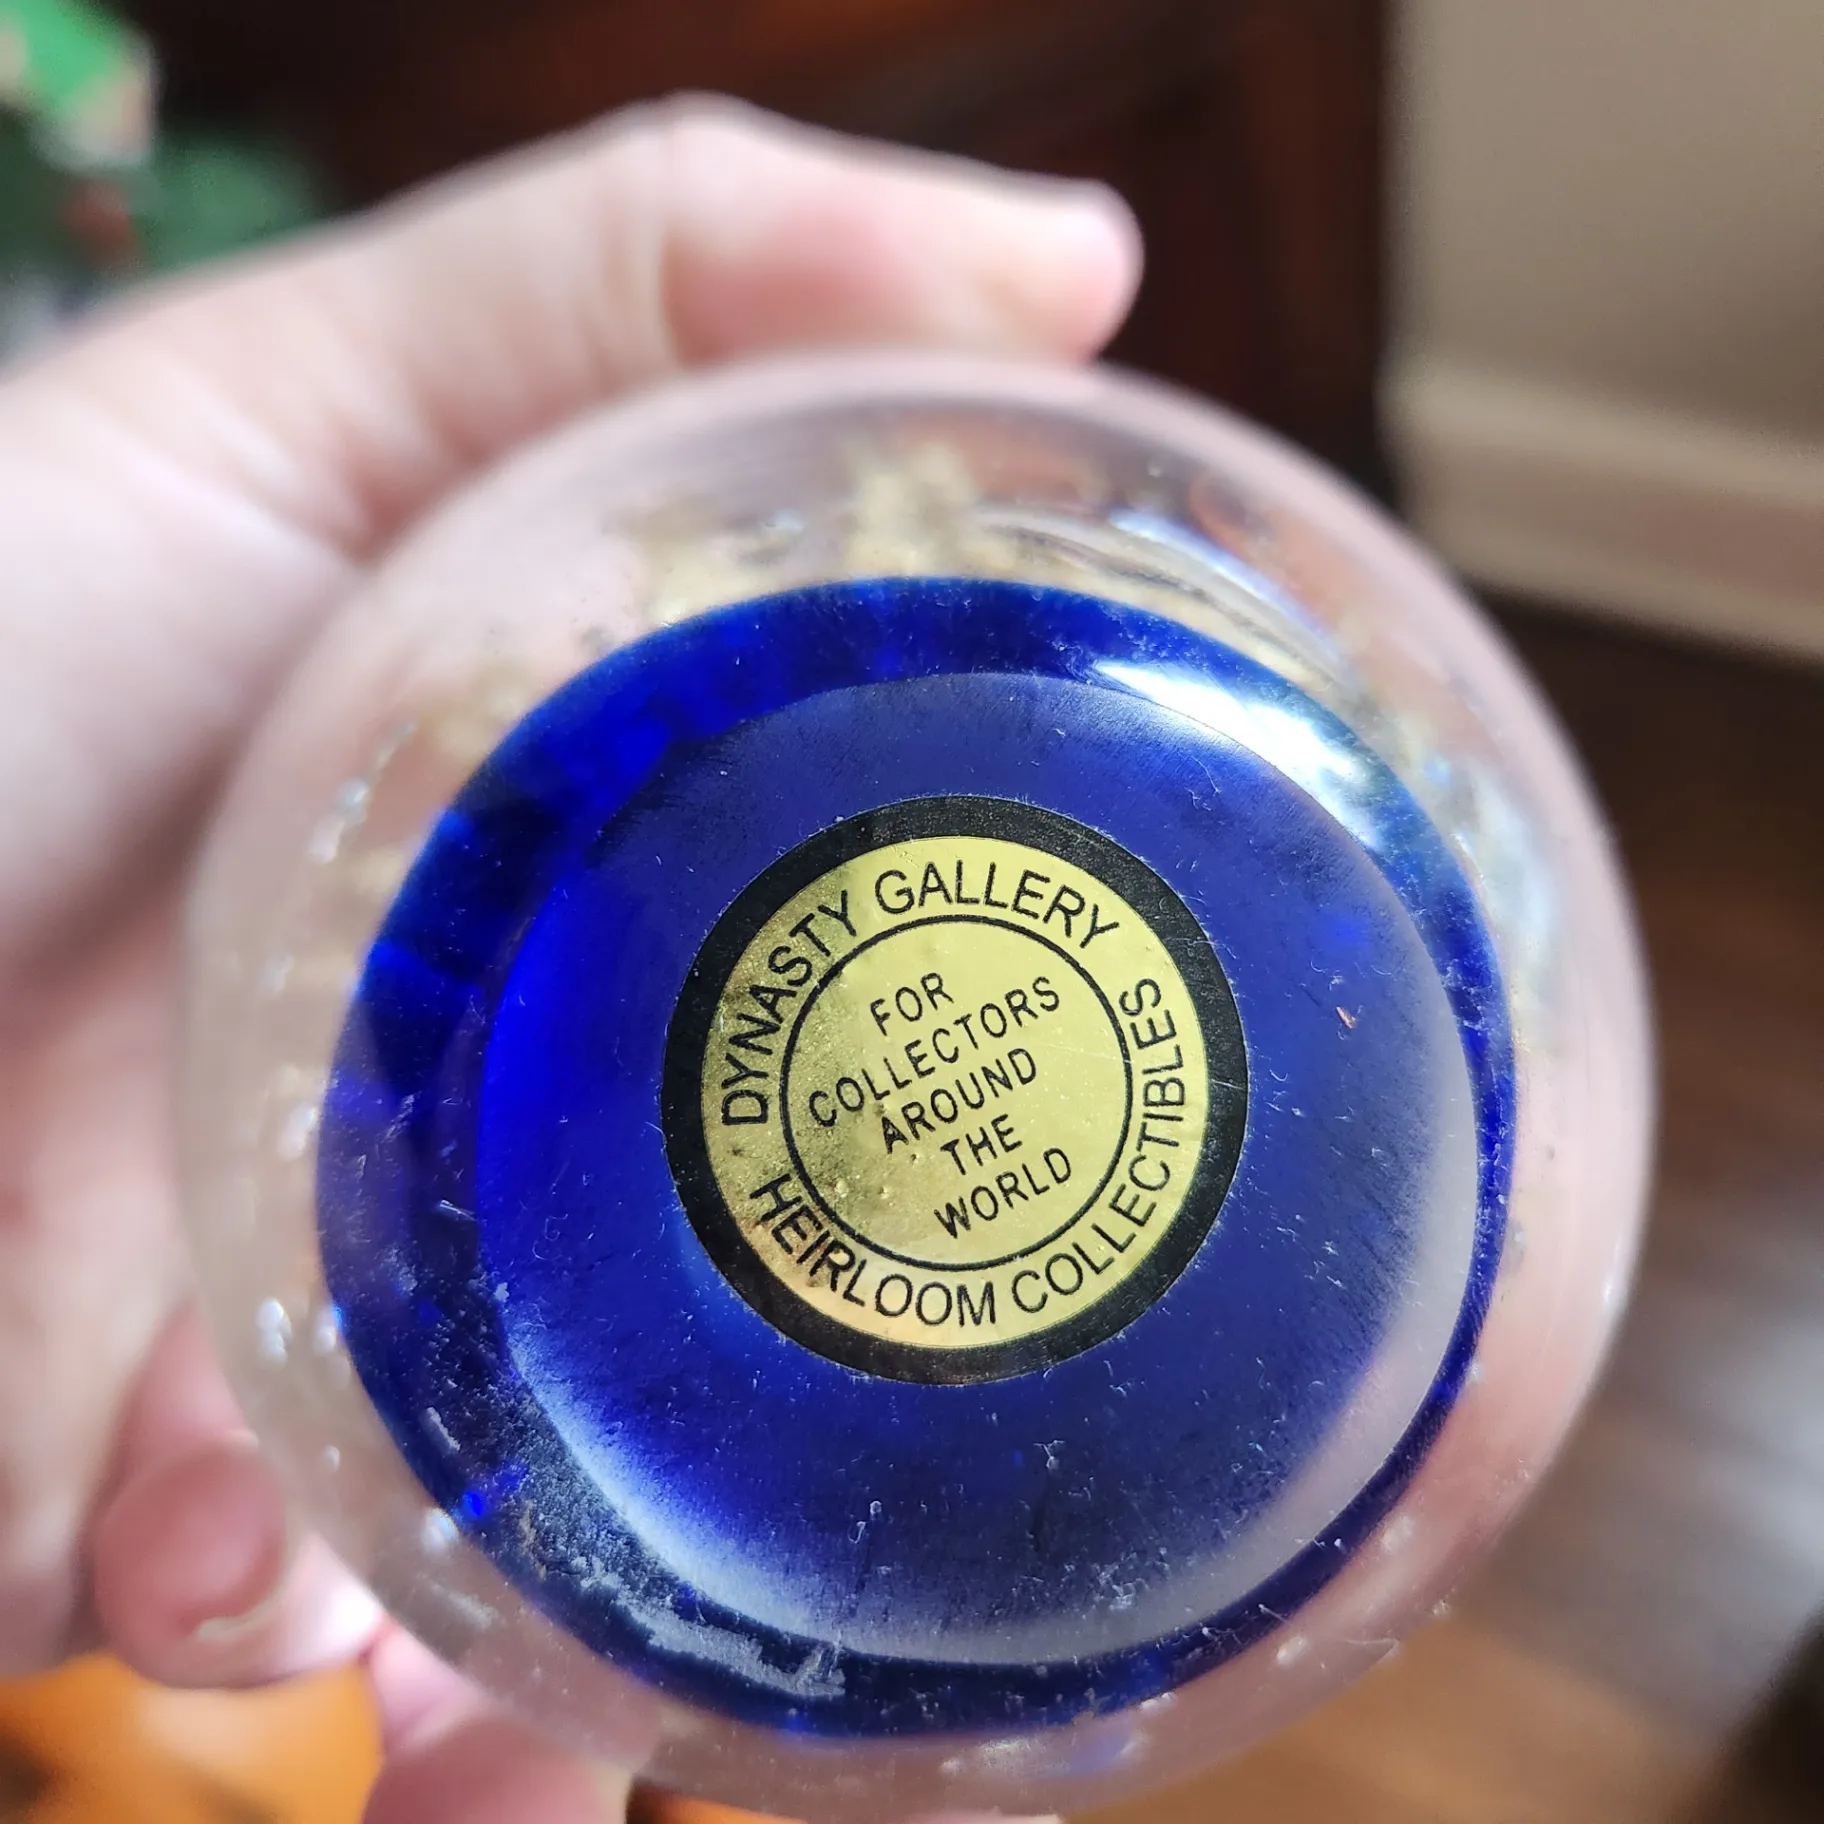 DYNASTY GALLERY
HEIRLOOM COLLECTIBLES
FOR
COLLECTORS
AROUND
THE
WORLD